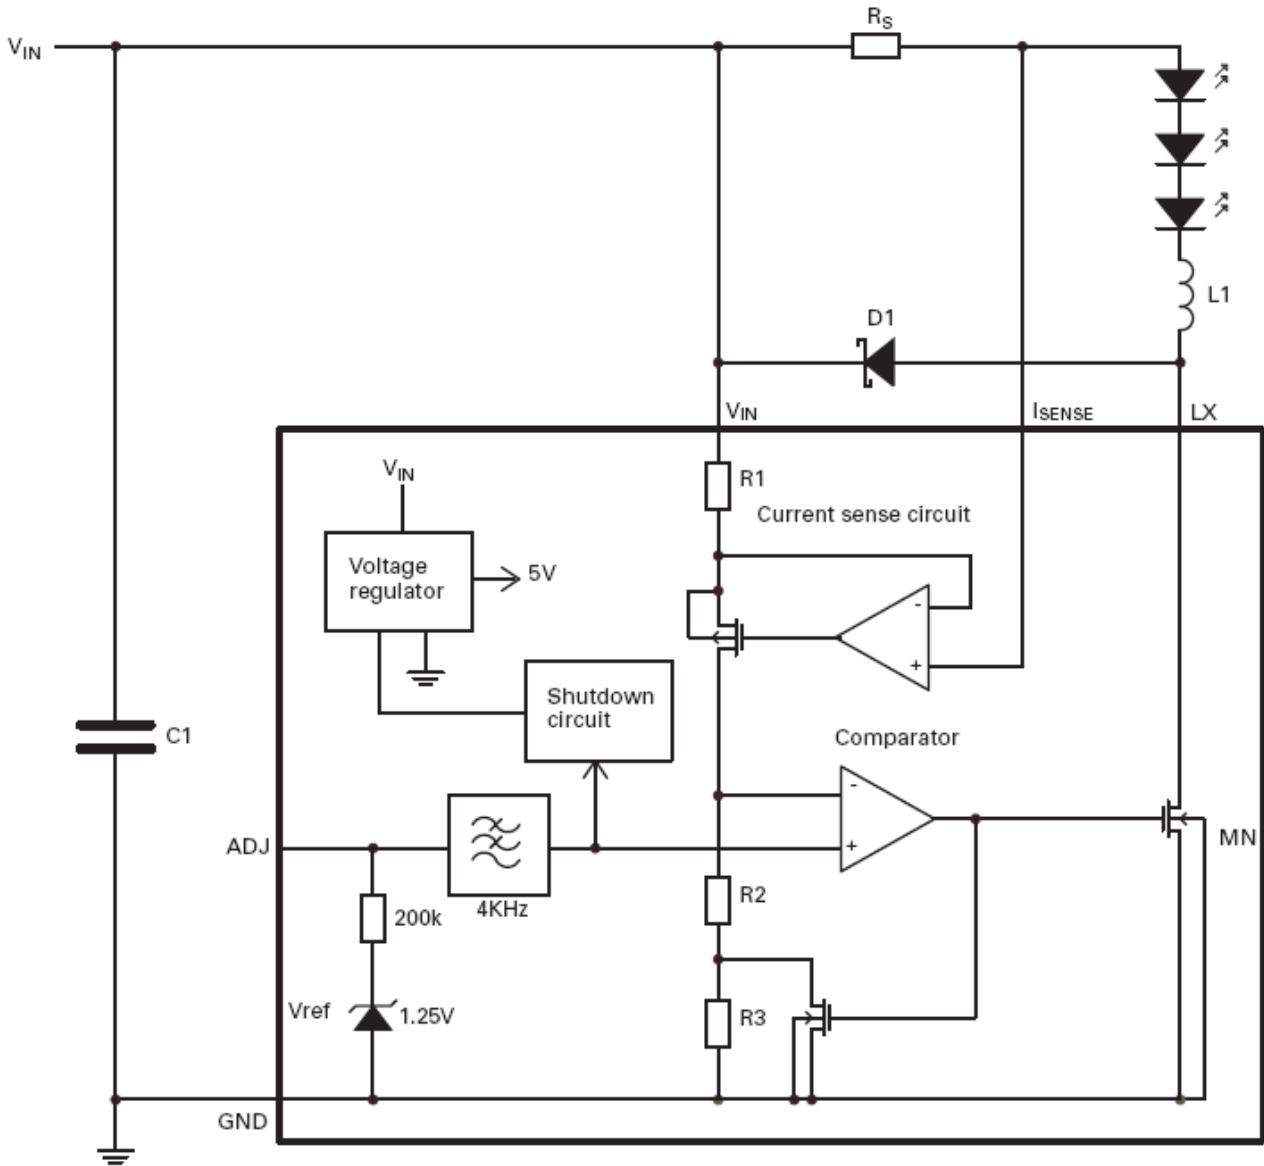 RS
VIN
L1
D1
VIN
ISENSE
LX
VIN
R1
Current sense circuit
Voltage
regulator
5V
-
+
Shutdown
circuit
C1
Comparator
-
ADJ
+
MN
4KHz
R2
200k
Vref
1.25V
R3
GND